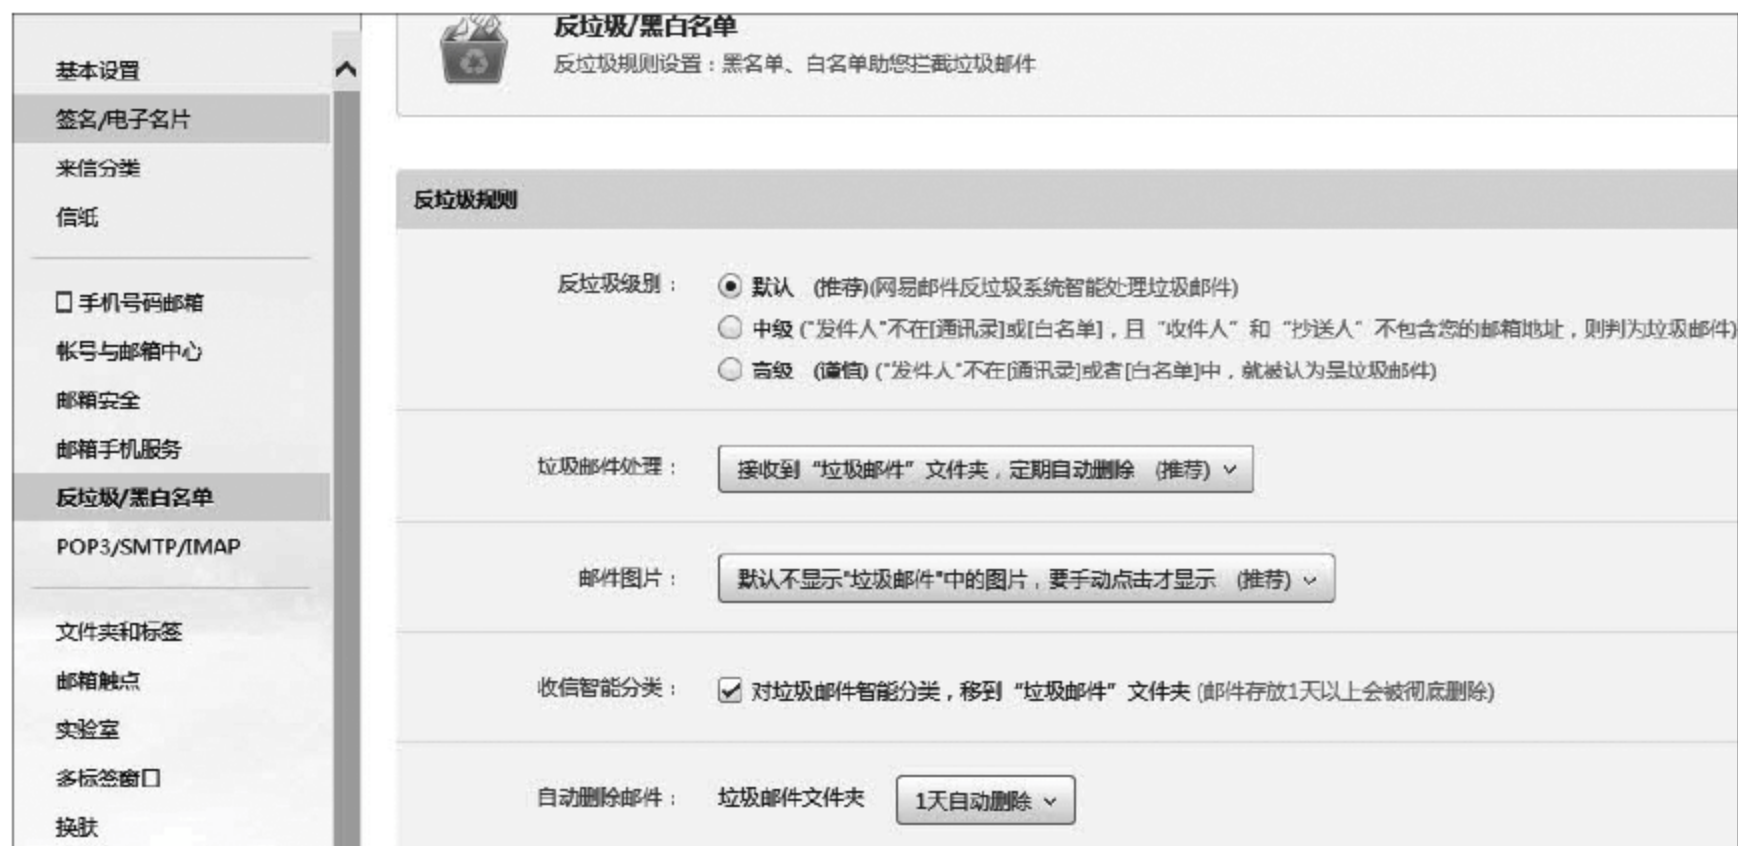 基本设置
签名/电子名片
来信分类
信纸
手机号码邮箱
帐号与邮箱中心
邮箱安全
邮箱手机服务
反垃圾/黑白名单
POP3/SMTP/IMAP
文件夹和标签
邮箱触点
实验室
多标签窗口
换肤
反垃圾/黑白名单
反垃圾规则设置：黑名单、白名单助您拦截垃圾邮件
反垃圾规则
反垃圾级别： 默认 (推荐)(网易邮件反垃圾系统智能处理垃圾邮件)
中级 ("发件人"不在[通讯录]或[白名单]，且“收件人”和“抄送人”不包含您的邮箱地址，则判为垃圾邮件)
高级 (谨慎) ("发件人"不在[通讯录]或者[白名单]中，就被认为是垃圾邮件)
垃圾邮件处理： 接收到“垃圾邮件”文件夹，定期自动删除 (推荐)
邮件图片： 默认不显示"垃圾邮件"中的图片，要手动点击才显示 (推荐)
收信智能分类： 对垃圾邮件智能分类，移到“垃圾邮件”文件夹 (邮件存放1天以上会被彻底删除)
自动删除邮件： 垃圾邮件文件夹 1天自动删除